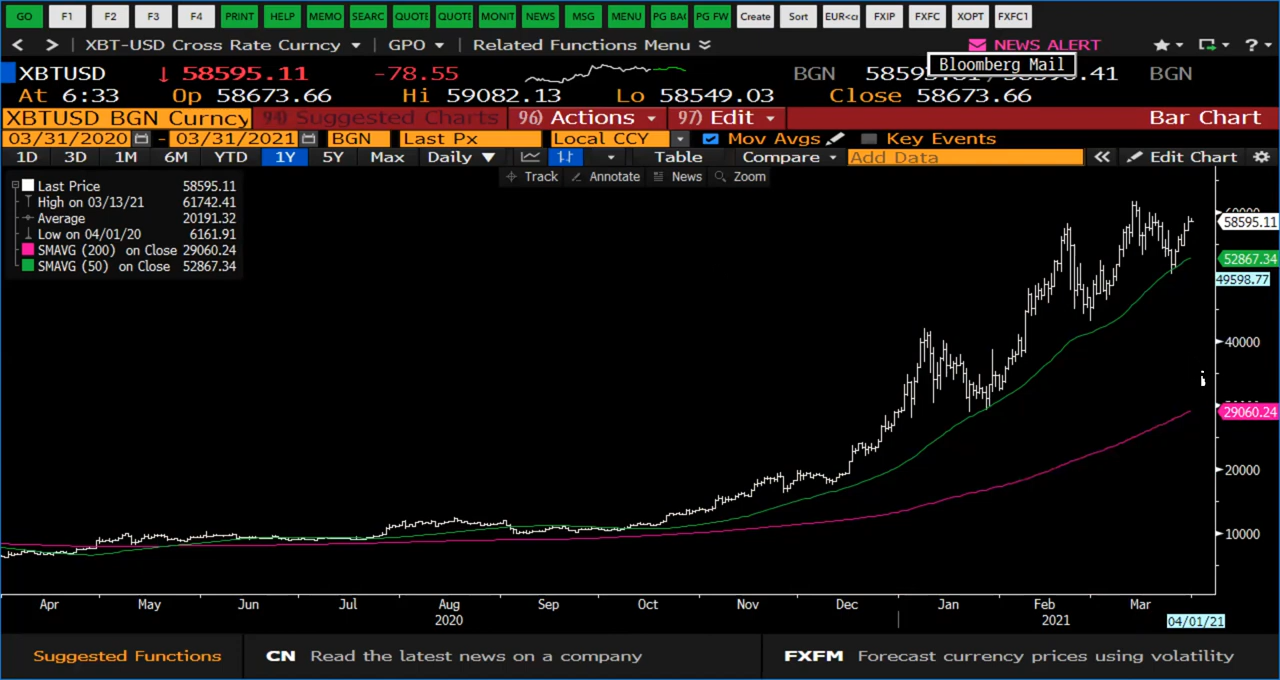 GO F1 F2 F3 F4 PRINT HELP MEMO SEARC QUOTE QUOTE MONIT NEWS MSG MENU PG BAC PG FW Create Sort EUR<cr FXIP FXFC XOPT FXFC1
< > XBT-USD Cross Rate Curncy GPO Related Functions Menu NEWS ALERT ?
Bloomberg Mail
XBTUSD ↓ 58595.11 -78.55 BGN .41 BGN
At 6:33 Op 58673.66 Hi 59082.13 Lo 58549.03 Close 58673.66
XBTUSD BGN Curncy 94) Suggested Charts 96) Actions 97) Edit Bar Chart
03/31/2020 - 03/31/2021 BGN Last Px Local CCY Mov Avgs Key Events
1D 3D 1M 6M YTD 1Y 5Y Max Daily ▼ Table Compare Add Data « Edit Chart
Track Annotate News Zoom
Last Price 58595.11
High on 03/13/21 61742.41
Average 20191.32
Low on 04/01/20 6161.91
SMAVG (200) on Close 29060.24
SMAVG (50) on Close 52867.34
58595.11
52867.34
49598.77
40000
29060.24
20000
10000
Apr May Jun Jul Aug Sep Oct Nov Dec Jan Feb Mar
2020 2021 04/01/21
Suggested Functions CN Read the latest news on a company FXFM Forecast currency prices using volatility